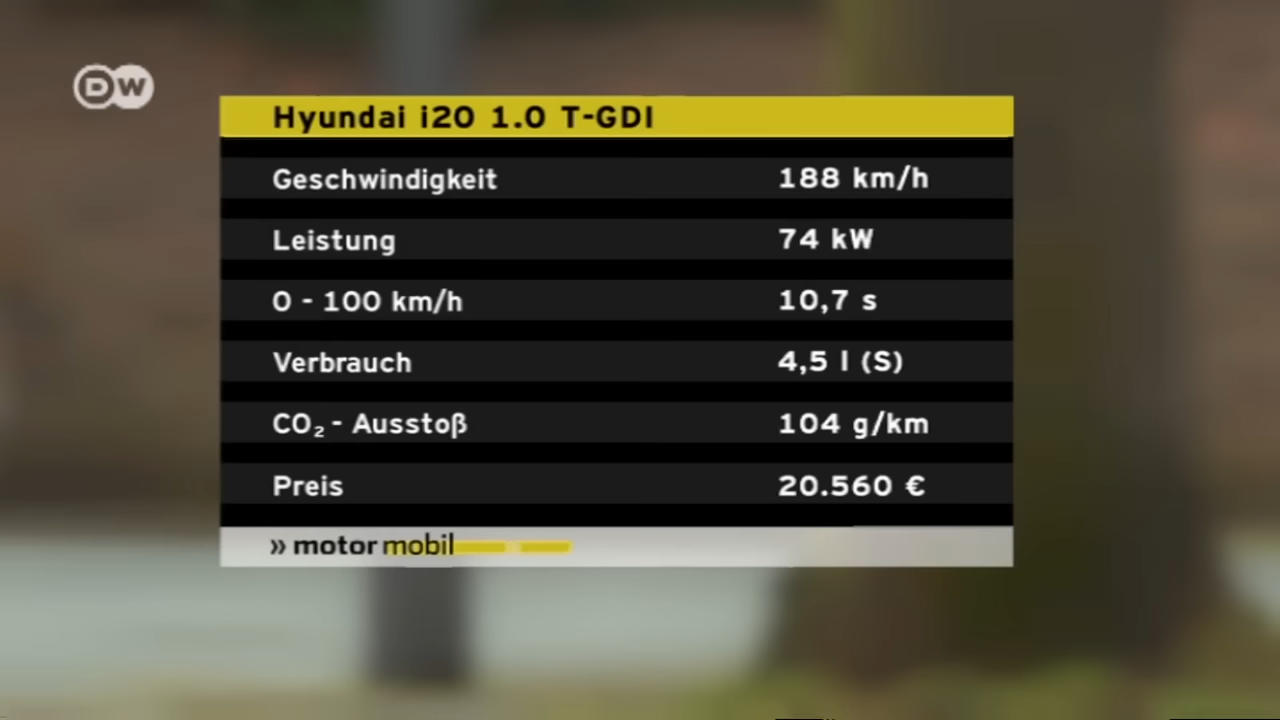 DW
Hyundai i20 1.0 T-GDI
Geschwindigkeit 188 km/h
Leistung 74 kW
0 - 100 km/h 10,7 s
Verbrauch 4,5 l (S)
CO₂ - Ausstoß 104 g/km
Preis 20.560 €
» motor mobil